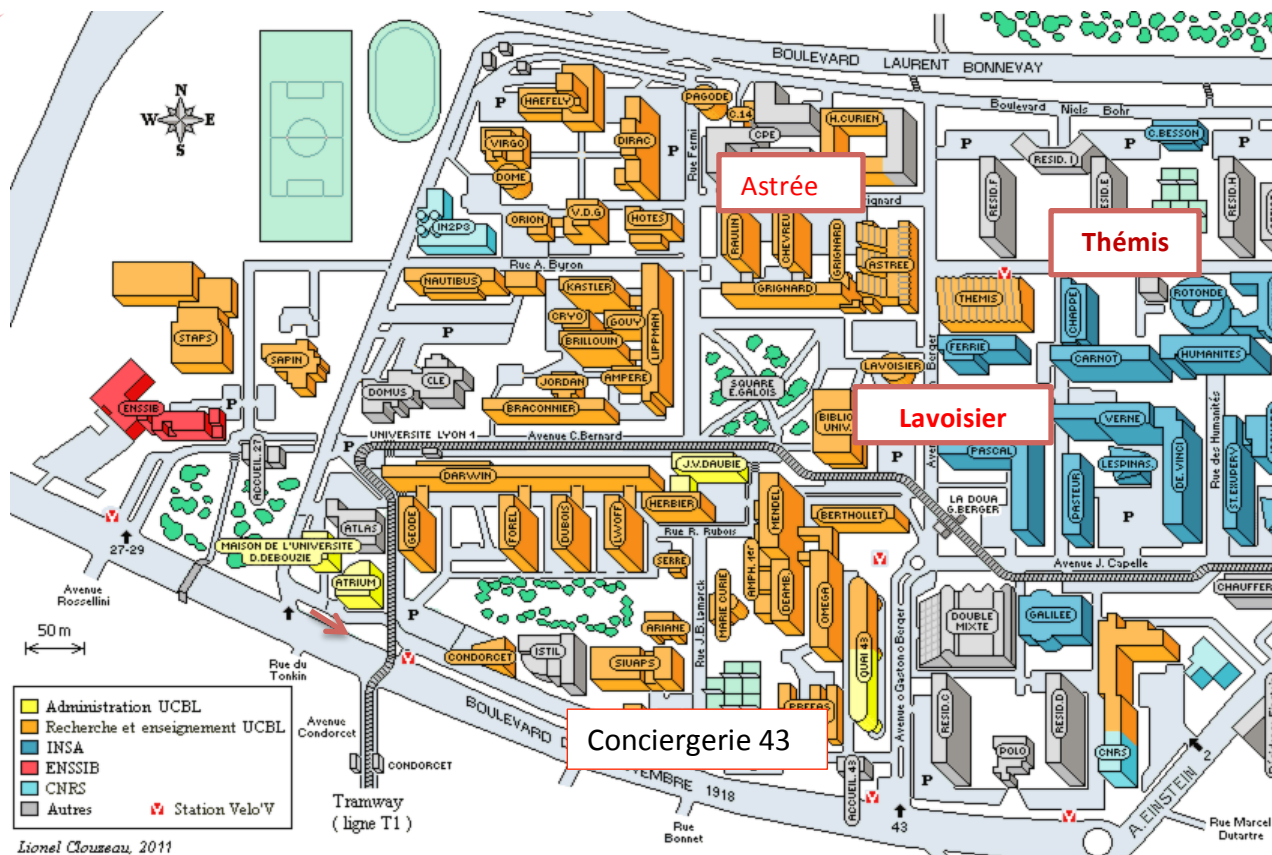 BOULEVARD LAURENT BONNEVAY
Boulevard Niels Bohr
N
W E
S
P
HAEFELY
PAGODE
C.14
CPE
H.CURIEN
C.BESSON
VIRGO
DIRAC
P
Rue Fermi
P
RESID. I
P
DOME
RESID.F
RESID.E
RESID.H
Astrée
Thémis
IN2P3
ORION
V.D.G
HOTES
RAULIN
CHEVREU
GRIGNARD
ASTREE
Rue A. Byron
NAUTIBUS
KASTLER
GRIGNARD
THEMIS
CHAPPE
ROTONDE
CRYO
GOUY
LIPPMAN
STAPS
P
BRILLOUIN
FERRIE
CARNOT
HUMANITES
SAPIN
CLE
JORDAN
AMPERE
LAVOISIER
DOMUS
SQUARE
E.GALOIS
BRACONNIER
Lavoisier
ENSSIB
P
BIBLIO
UNIV.
VERNE
UNIVERSITE LYON 1
Avenue C.Bernard
P
P
PASCAL
LESPINAS.
DE. VINCI
Rue des Humanités
ST.EXUPERY
ACCUEIL. 27
DARWIN
J.V.DAUBIE
PASTEUR
P
HERBIER
MENDEL
BERTHOLLET
LA DOUA
G.BERGER
ATLAS
GEODE
FOREL
DUBOIS
LWOFF
Rue R. Rubois
27-29
MAISON DE L'UNIVERSITE
D.DEBOUZIE
SERRE
AMPH. 1er
DEAMB.
Avenue J. Capelle
Avenue
Rossellini
ATRIUM
CHAUFFER
50 m
P
Rue J.B.Lamarck
MARIE CURIE
OMEGA
DOUBLE
MIXTE
GALILEE
ARIANE
CONDORCET
ISTIL
SIUAPS
QUAI 43
Avenue o Gaston o Berger
Rue du
Tonkin
PREFAS
RESID.C
RESID.D
Administration UCBL
Recherche et enseignement UCBL
INSA
ENSSIB
CNRS
Autres
Station Velo'V
Avenue
Condorcet
BOULEVARD D
Conciergerie 43
EMBRE 1918
POLO
CNRS
2
A.EINSTEIN
CONDORCET
ACCUEIL. 43
P
Tramway
( ligne T1 )
Rue
Bonnet
43
Rue Marcel
Dutartre
Lionel Clouzeau, 2011